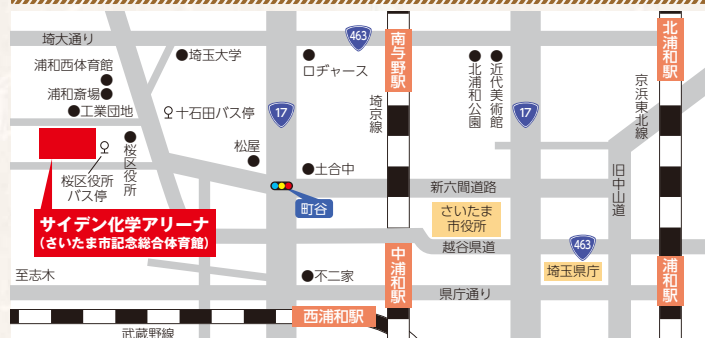 埼大通り
463
南与野駅
北浦和駅
埼玉大学
浦和西体育館
ロヂャース
北浦和公園
近代美術館
京浜東北線
浦和斎場
工業団地
十石田バス停
17
埼京線
17
桜区役所
松屋
土合中
桜区役所
バス停
町谷
新六間道路
旧中山道
サイデン化学アリーナ
(さいたま市記念総合体育館)
さいたま
市役所
越谷県道
463
埼玉県庁
至志木
不二家
中浦和駅
県庁通り
浦和駅
西浦和駅
武蔵野線